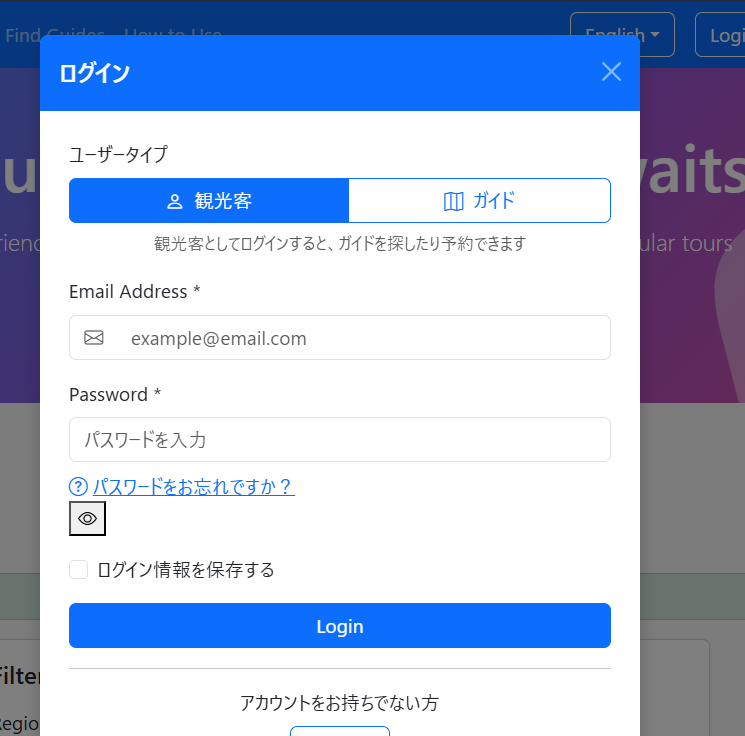 Find Guides How to Use English Logi
ログイン
ユーザータイプ
観光客 ガイド
観光客としてログインすると、ガイドを探したり予約できます
ular tours
Email Address *
example@email.com
Password *
パスワードを入力
パスワードをお忘れですか？
ログイン情報を保存する
Login
Filter
アカウントをお持ちでない方